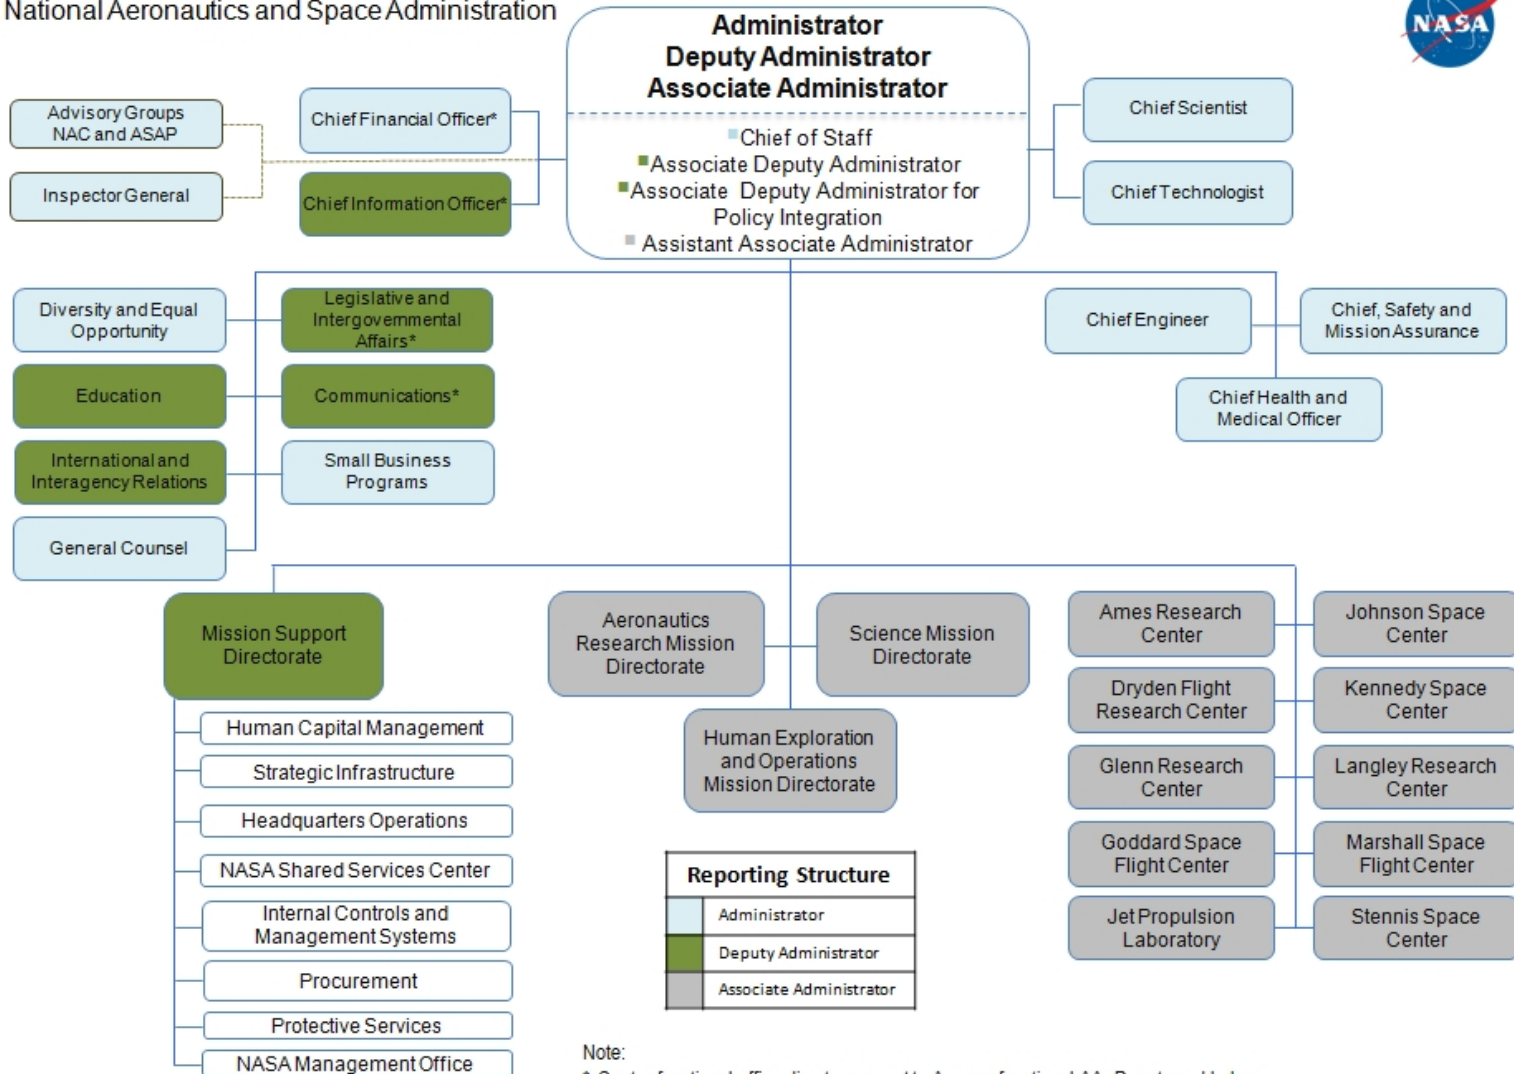 National Aeronautics and Space Administration
Administrator
Deputy Administrator
Associate Administrator
Chief of Staff
Associate Deputy Administrator
Associate Deputy Administrator for
Policy Integration
Assistant Associate Administrator
NASA
Advisory Groups
NAC and ASAP
Inspector General
Chief Financial Officer*
Chief Information Officer*
Chief Scientist
Chief Technologist
Diversity and Equal
Opportunity
Legislative and
Intergovernmental
Affairs*
Education
Communications*
International and
Interagency Relations
Small Business
Programs
General Counsel
Chief Engineer
Chief, Safety and
Mission Assurance
Chief Health and
Medical Officer
Mission Support
Directorate
Human Capital Management
Strategic Infrastructure
Headquarters Operations
NASA Shared Services Center
Internal Controls and
Management Systems
Procurement
Protective Services
NASA Management Office
Aeronautics
Research Mission
Directorate
Science Mission
Directorate
Human Exploration
and Operations
Mission Directorate
Ames Research
Center
Johnson Space
Center
Dryden Flight
Research Center
Kennedy Space
Center
Glenn Research
Center
Langley Research
Center
Goddard Space
Flight Center
Marshall Space
Flight Center
Jet Propulsion
Laboratory
Stennis Space
Center
Reporting Structure
Administrator
Deputy Administrator
Associate Administrator
Note: